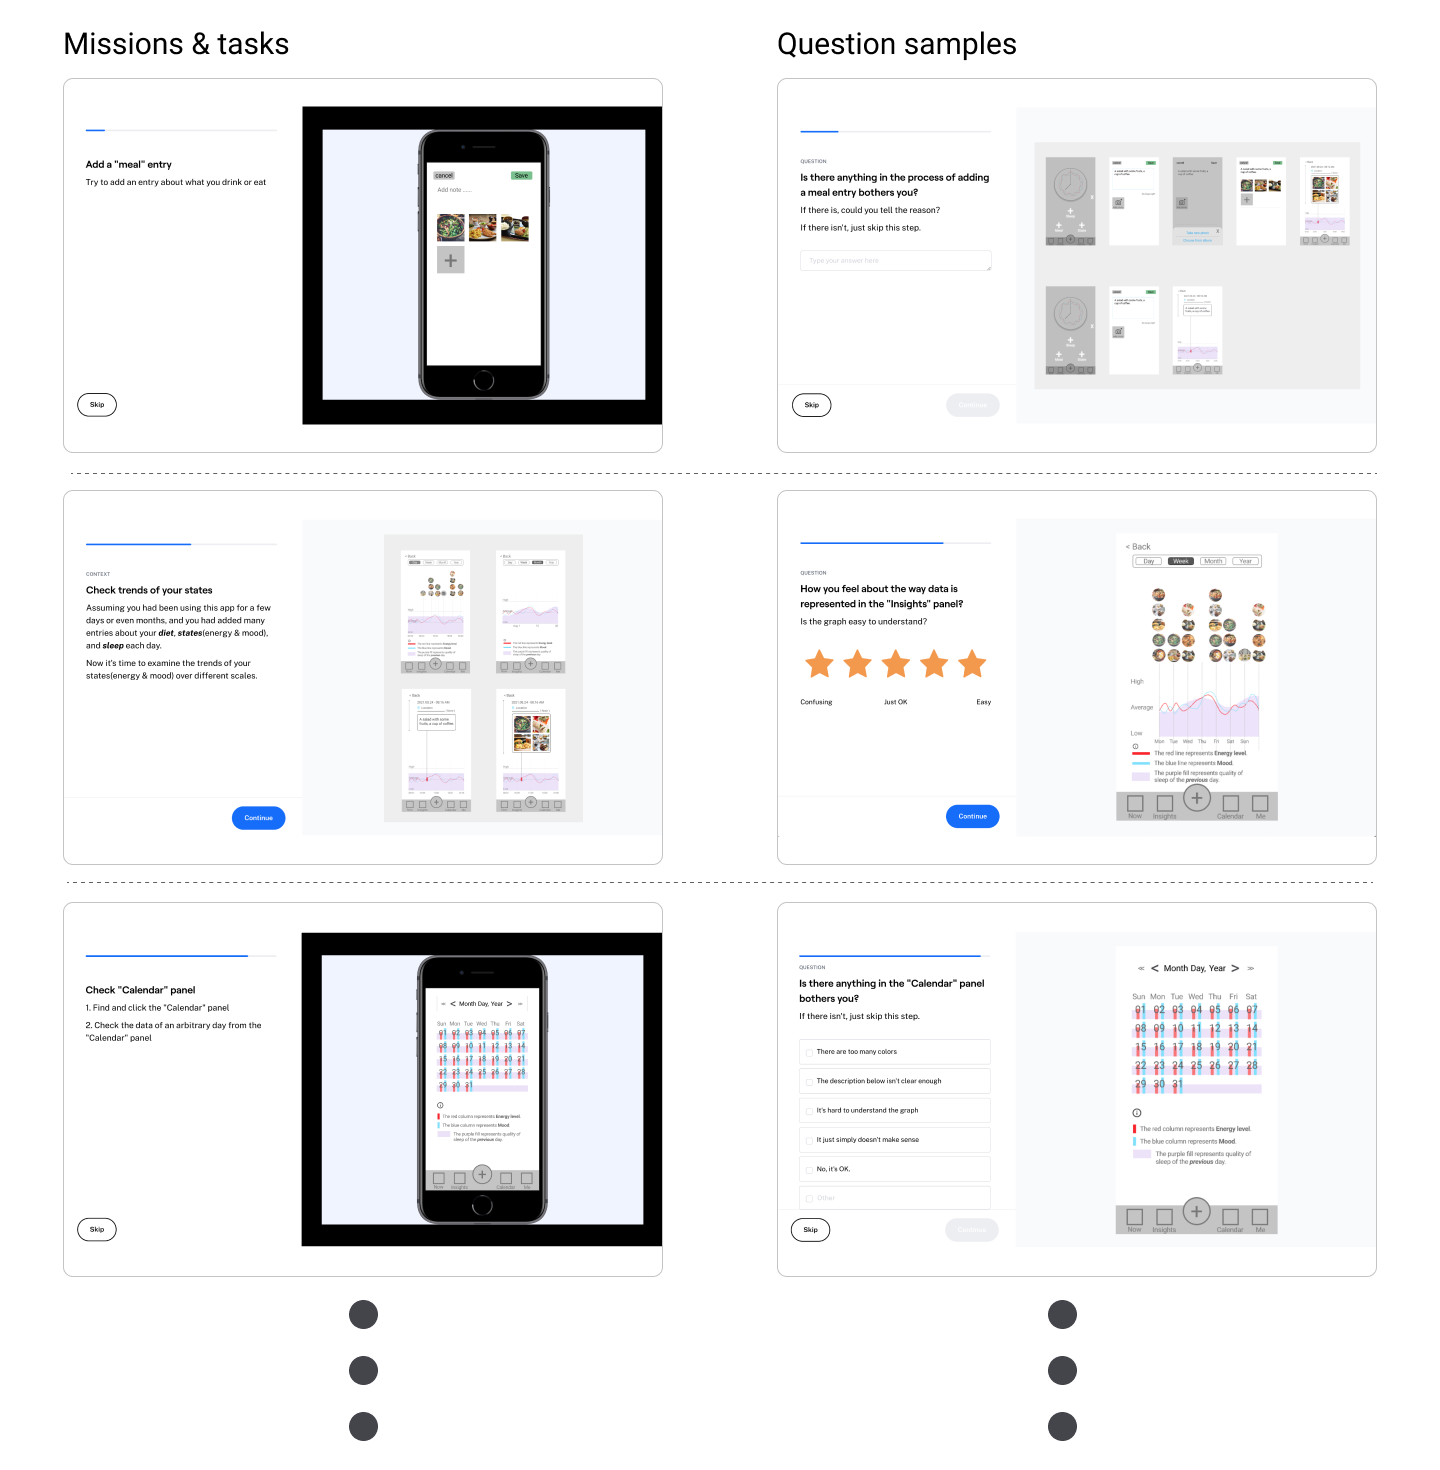 Missions & tasks
Question samples
Add a "meal" entry
Try to add an entry about what you drink or eat
cancel
Save
Add note ......
Skip
QUESTION
Is there anything in the process of adding
a meal entry bothers you?
If there is, could you tell the reason?
If there isn't, just skip this step.
Type your answer here
Skip
Continue
CONTEXT
Check trends of your states
Assuming you had been using this app for a few
days or even months, and you had added many
entries about your diet, states(energy & mood),
and sleep each day.
Now it's time to examine the trends of your
states(energy & mood) over different scales.
< Back
< Back
< Back
A salad with some
fruits, a cup of coffee
< Back
Continue
QUESTION
How you feel about the way data is
represented in the "Insights" panel?
Is the graph easy to understand?
Confusing
Just OK
Easy
Continue
< Back
Day
Week
Month
Year
High
Average
Low
Mon Tue Wed Thu Fri Sat Sun
The red line represents Energy level.
The blue line represents Mood.
The purple fill represents quality of
sleep of the previous day.
Now
Insights
Calendar
Me
Check "Calendar" panel
1. Find and click the "Calendar" panel
2. Check the data of an arbitrary day from the
"Calendar" panel
Skip
<< < Month Day, Year > >>
Sun Mon Tue Wed Thu Fri Sat
01 02 03 04 05 06 07
08 09 10 11 12 13 14
15 16 17 18 19 20 21
22 23 24 25 26 27 28
29 30 31
The red column represents Energy level.
The blue column represents Mood.
The purple fill represents quality of
sleep of the previous day.
Now
Insights
Calendar
Me
QUESTION
Is there anything in the "Calendar" panel
bothers you?
If there isn't, just skip this step.
There are too many colors
The description below isn't clear enough
It's hard to understand the graph
It just simply doesn't make sense
No, it's OK.
Other
Skip
Continue
<< < Month Day, Year > >>
Sun Mon Tue Wed Thu Fri Sat
01 02 03 04 05 06 07
08 09 10 11 12 13 14
15 16 17 18 19 20 21
22 23 24 25 26 27 28
29 30 31
The red column represents Energy level.
The blue column represents Mood.
The purple fill represents quality of
sleep of the previous day.
Now
Insights
Calendar
Me